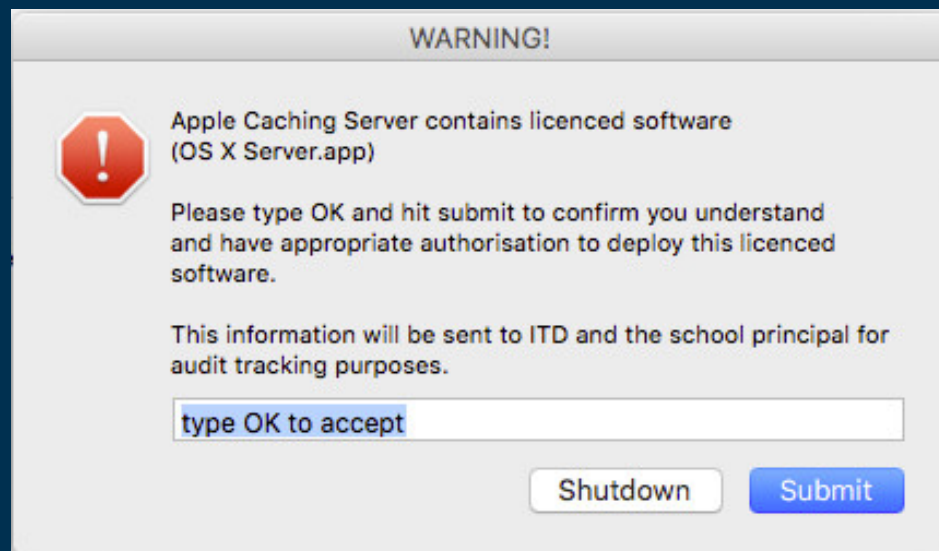 WARNING!
Apple Caching Server contains licenced software
(OS X Server.app)
Please type OK and hit submit to confirm you understand
and have appropriate authorisation to deploy this licenced
software.
This information will be sent to ITD and the school principal for
audit tracking purposes.
type OK to accept
Shutdown Submit